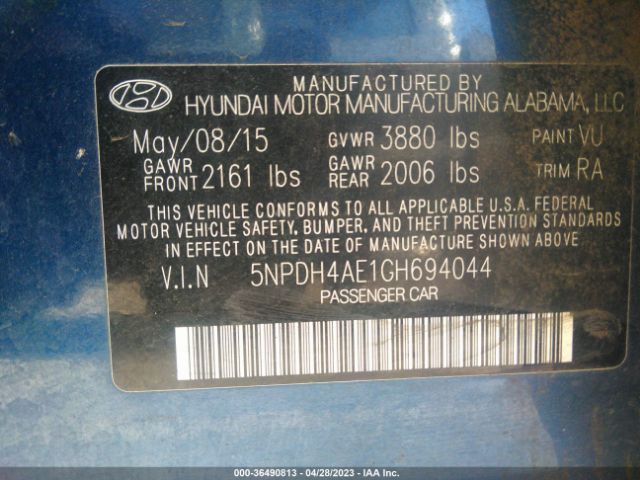 MANUFACTURED BY
HYUNDAI MOTOR MANUFACTURING ALABAMA, LLC
May/08/15 GVWR 3880 lbs PAINT VU
GAWR FRONT 2161 lbs GAWR REAR 2006 lbs TRIM RA
THIS VEHICLE CONFORMS TO ALL APPLICABLE U.S.A. FEDERAL
MOTOR VEHICLE SAFETY, BUMPER, AND THEFT PREVENTION STANDARDS
IN EFFECT ON THE DATE OF MANUFACTURE SHOWN ABOVE.
V.I.N 5NPDH4AE1GH694044
PASSENGER CAR
000-36490813 - 04/28/2023 - IAA Inc.